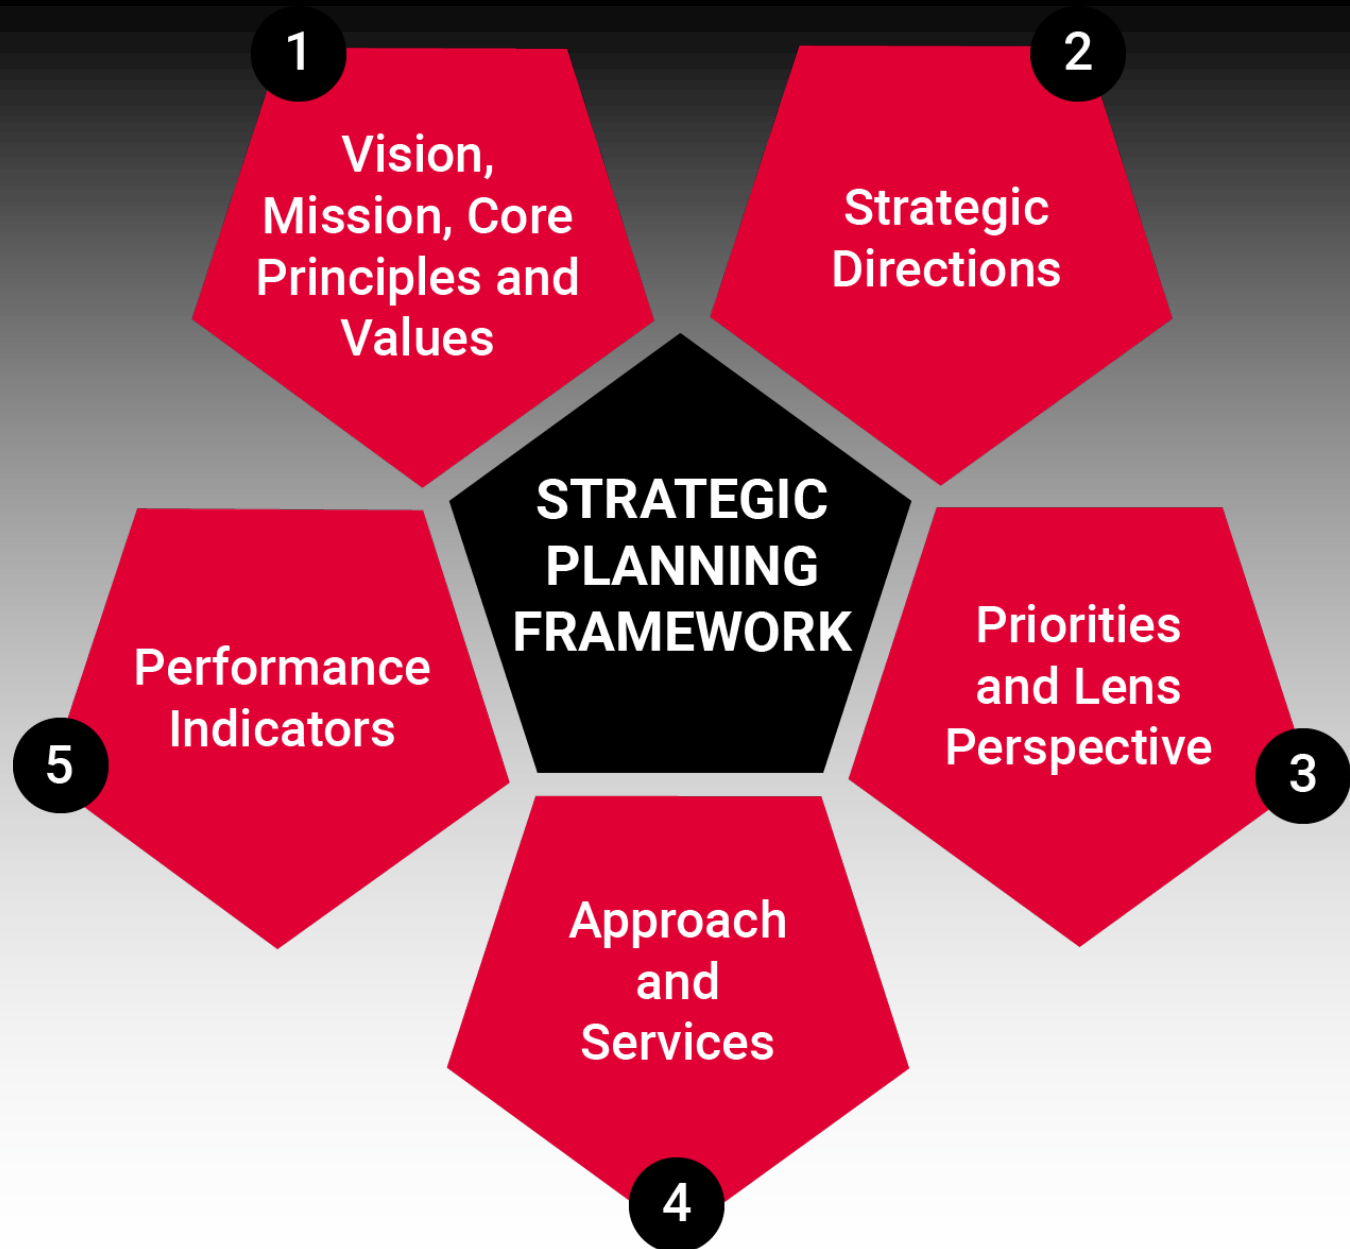 1
Vision,
Mission, Core
Principles and
Values
2
Strategic
Directions
STRATEGIC
PLANNING
FRAMEWORK
Priorities
and Lens
Perspective
3
Approach
and
Services
4
Performance
Indicators
5